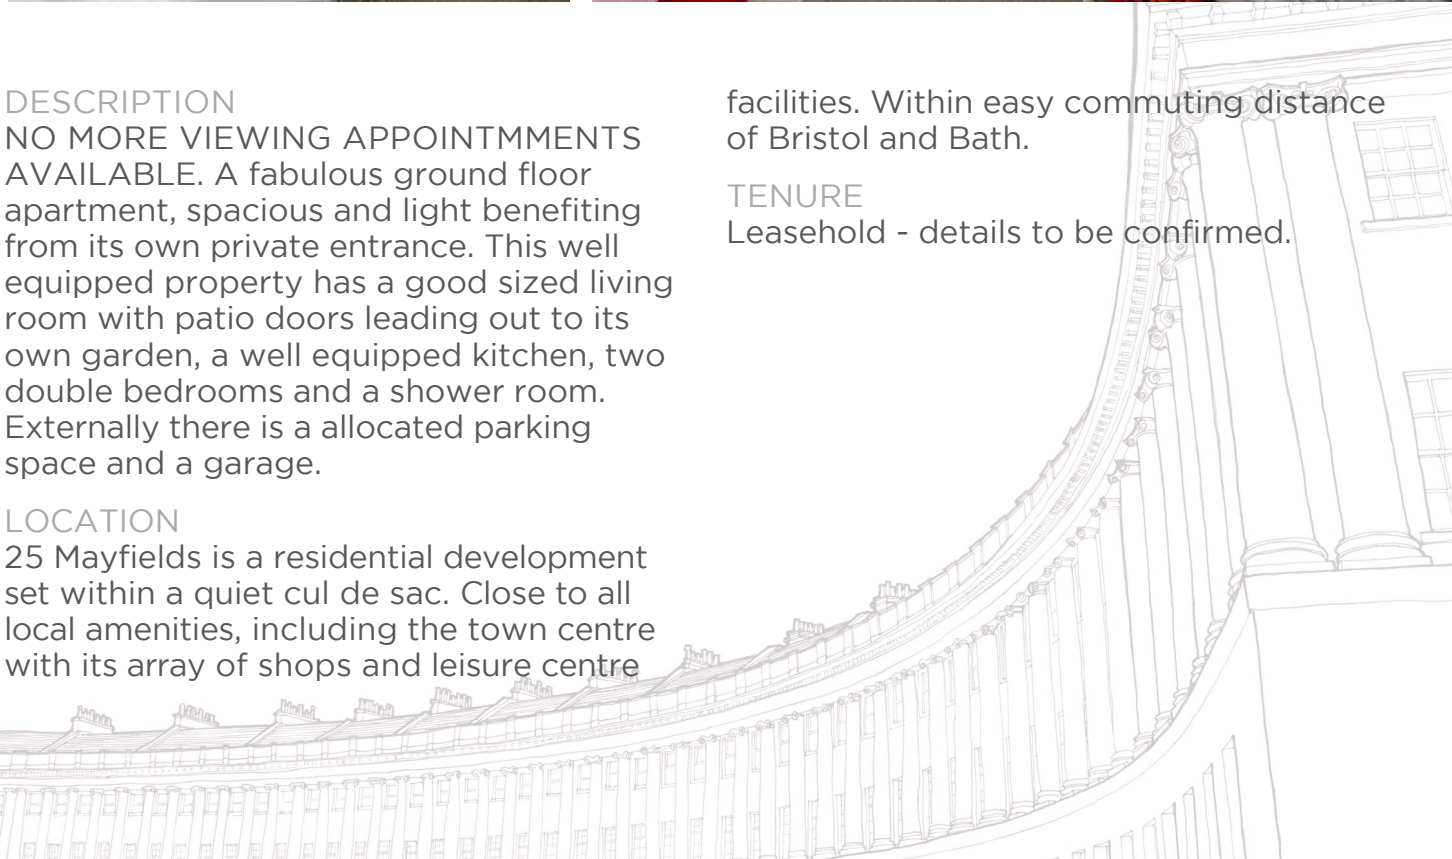 DESCRIPTION
NO MORE VIEWING APPOINTMMENTS
AVAILABLE. A fabulous ground floor
apartment, spacious and light benefiting
from its own private entrance. This well
equipped property has a good sized living
room with patio doors leading out to its
own garden, a well equipped kitchen, two
double bedrooms and a shower room.
Externally there is a allocated parking
space and a garage.
LOCATION
25 Mayfields is a residential development
set within a quiet cul de sac. Close to all
local amenities, including the town centre
with its array of shops and leisure centre
facilities. Within easy commuting distance
of Bristol and Bath.
TENURE
Leasehold - details to be confirmed.